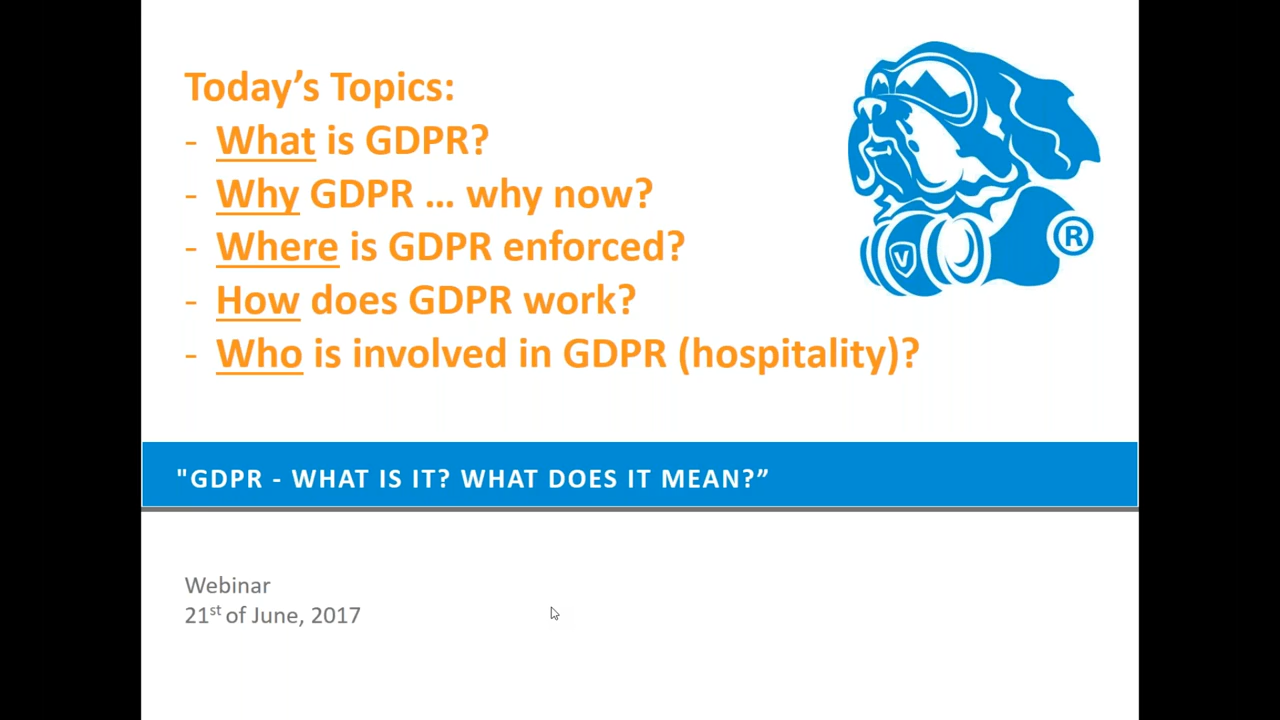 Today’s Topics:
- What is GDPR?
- Why GDPR ... why now?
- Where is GDPR enforced?
- How does GDPR work?
- Who is involved in GDPR (hospitality)?
V
®
"GDPR - WHAT IS IT? WHAT DOES IT MEAN?”
Webinar
21st of June, 2017